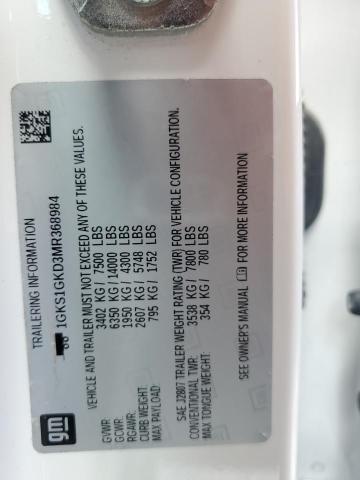 gm
TRAILERING INFORMATION
1GKS1GKD3MR368984
VEHICLE AND TRAILER MUST NOT EXCEED ANY OF THESE VALUES.
GVWR: 3402 KG / 7500 LBS
GCWR: 6350 KG / 14000 LBS
RGAWR: 1950 KG / 4300 LBS
CURB WEIGHT: 2607 KG / 5748 LBS
MAX PAYLOAD: 795 KG / 1752 LBS
SAE J2807 TRAILER WEIGHT RATING (TWR) FOR VEHICLE CONFIGURATION.
CONVENTIONAL TWR: 3538 KG / 7800 LBS
MAX TONGUE WEIGHT: 354 KG / 780 LBS
SEE OWNER'S MANUAL FOR MORE INFORMATION